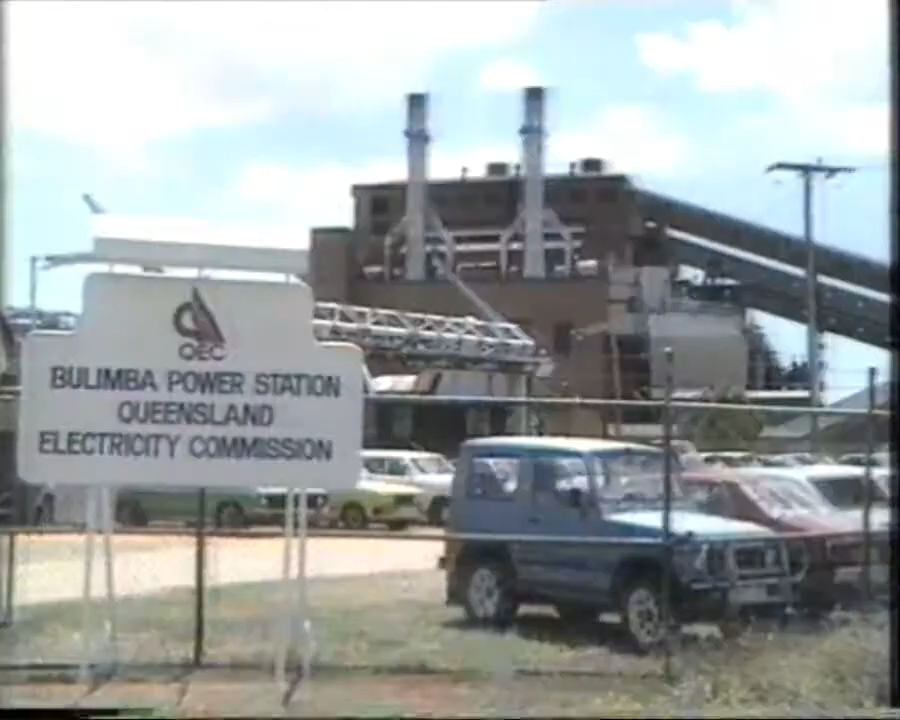 QEC
BULIMBA POWER STATION
QUEENSLAND
ELECTRICITY COMMISSION